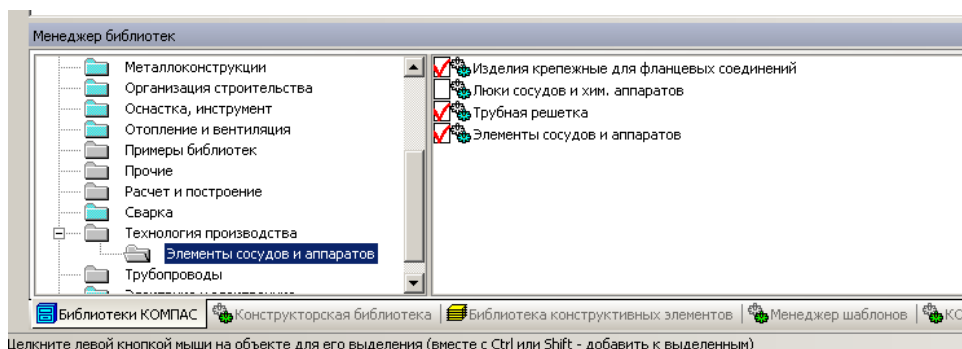 Менеджер библиотек
Металлоконструкции
Организация строительства
Оснастка, инструмент
Отопление и вентиляция
Примеры библиотек
Прочие
Расчет и построение
Сварка
Технология производства
Элементы сосудов и аппаратов
Трубопроводы
Изделия крепежные для фланцевых соединений
Люки сосудов и хим. аппаратов
Трубная решетка
Элементы сосудов и аппаратов
Библиотеки КОМПАС Конструкторская библиотека Библиотека конструктивных элементов Менеджер шаблонов КО
Щелкните левой кнопкой мыши на объекте для его выделения (вместе с Ctrl или Shift - добавить к выделенным)